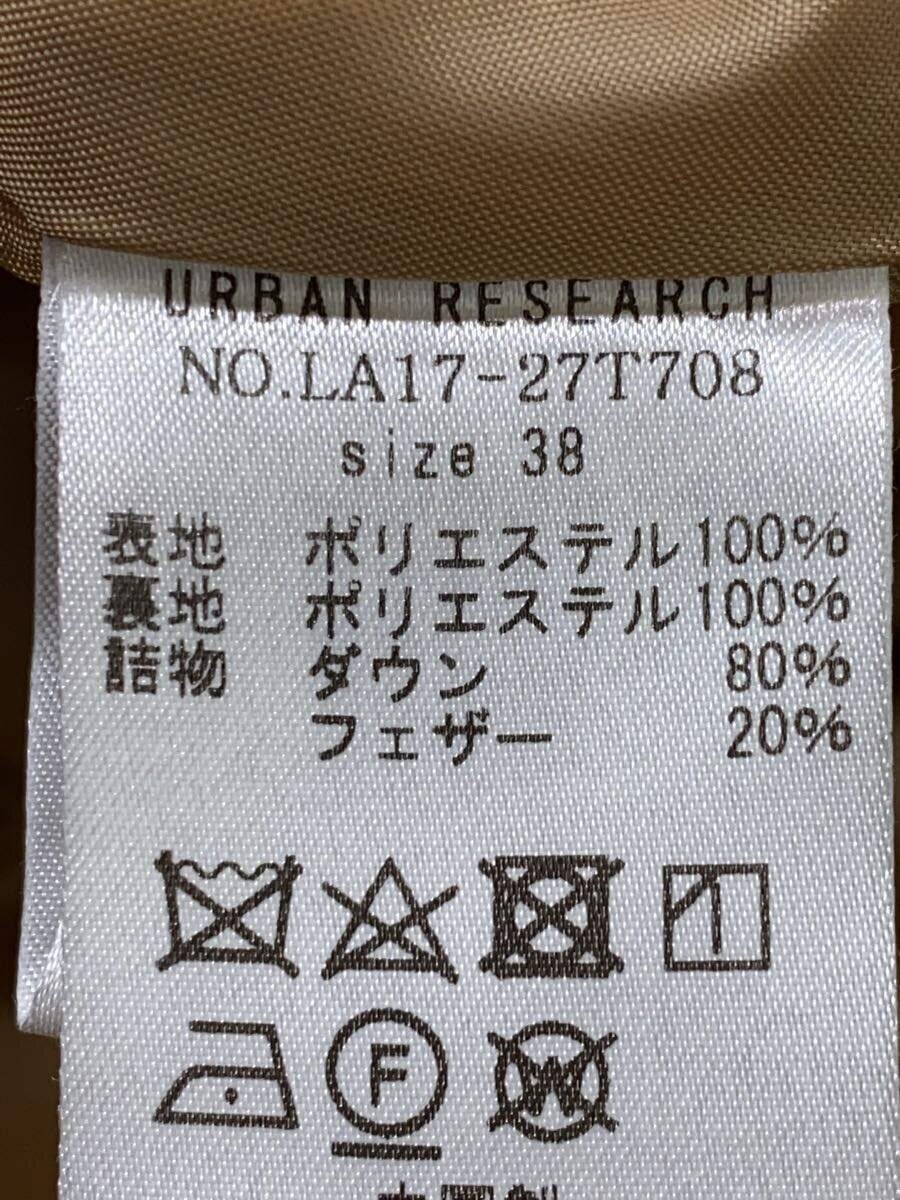 URBAN RESEARCH
NO.LA17-27T708
size 38
表地 ポリエステル100%
裏地 ポリエステル100%
詰物 ダウン 80%
フェザー 20%
F
W